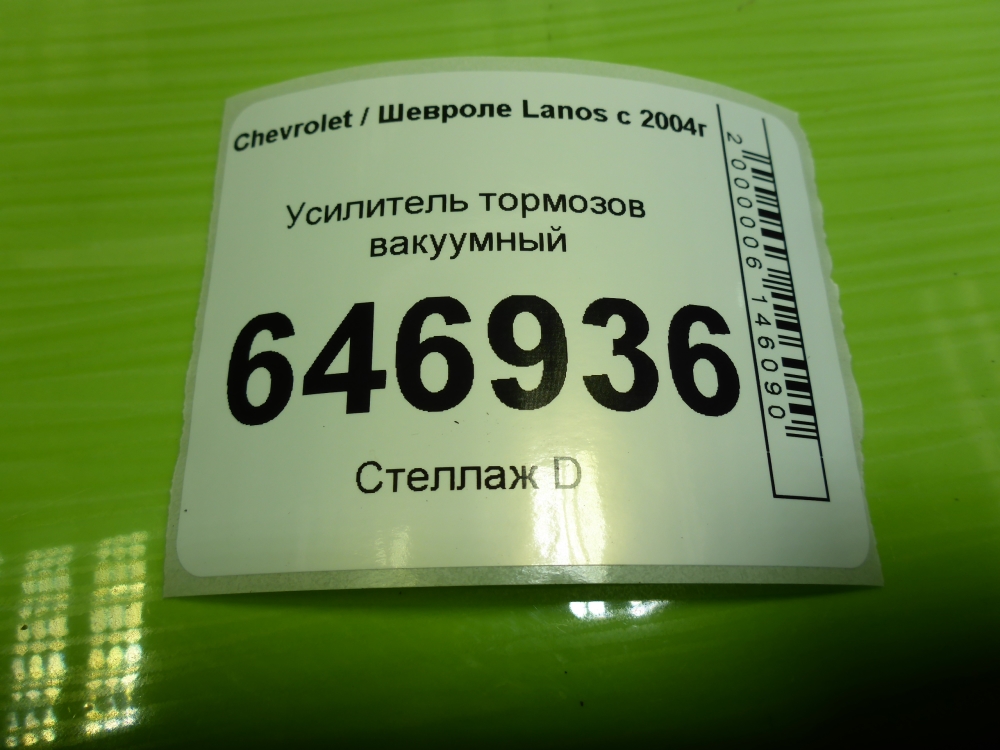 Chevrolet / Шевроле Lanos с 2004г
Усилитель тормозов
вакуумный
646936
Стеллаж D
2000006146090